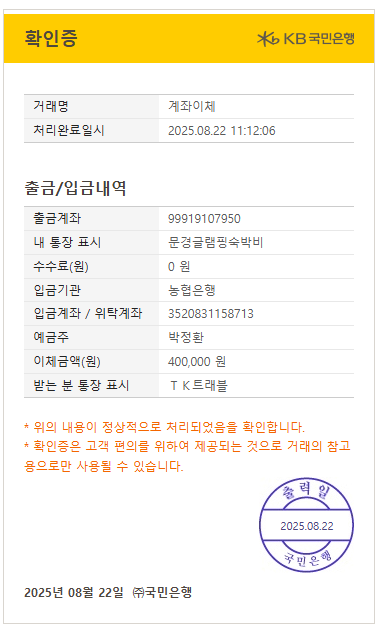 확인증
KB국민은행
거래명 계좌이체
처리완료일시 2025.08.22 11:12:06
출금/입금내역
출금계좌 99919107950
내 통장 표시 문경글램핑숙박비
수수료(원) 0 원
입금기관 농협은행
입금계좌 / 위탁계좌 3520831158713
예금주 박정환
이체금액(원) 400,000 원
받는 분 통장 표시 ＴＫ트래블
* 위의 내용이 정상적으로 처리되었음을 확인합니다.
* 확인증은 고객 편의를 위하여 제공되는 것으로 거래의 참고
용으로만 사용될 수 있습니다.
출력일
2025.08.22
국민은행
2025년 08월 22일 ㈜국민은행